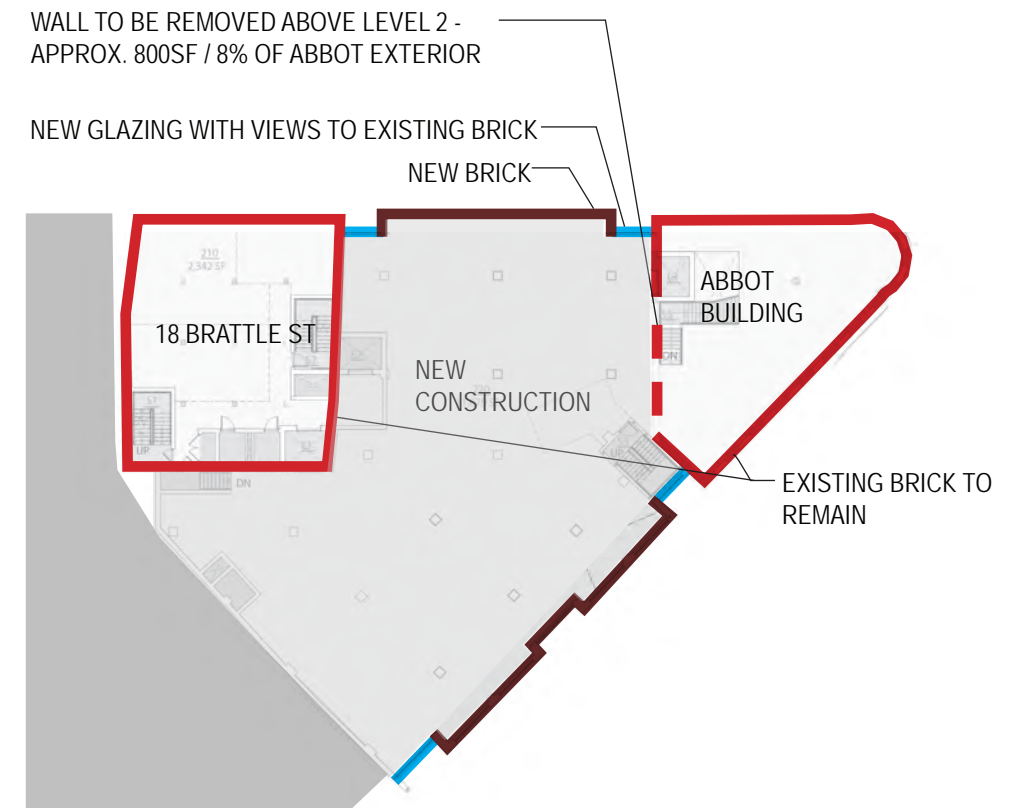 WALL TO BE REMOVED ABOVE LEVEL 2 -
APPROX. 800SF / 8% OF ABBOT EXTERIOR
NEW GLAZING WITH VIEWS TO EXISTING BRICK
NEW BRICK
210
2,342 SF
18 BRATTLE ST
ABBOT
BUILDING
DN
NEW
CONSTRUCTION
UP
UP
DN
EXISTING BRICK TO
REMAIN